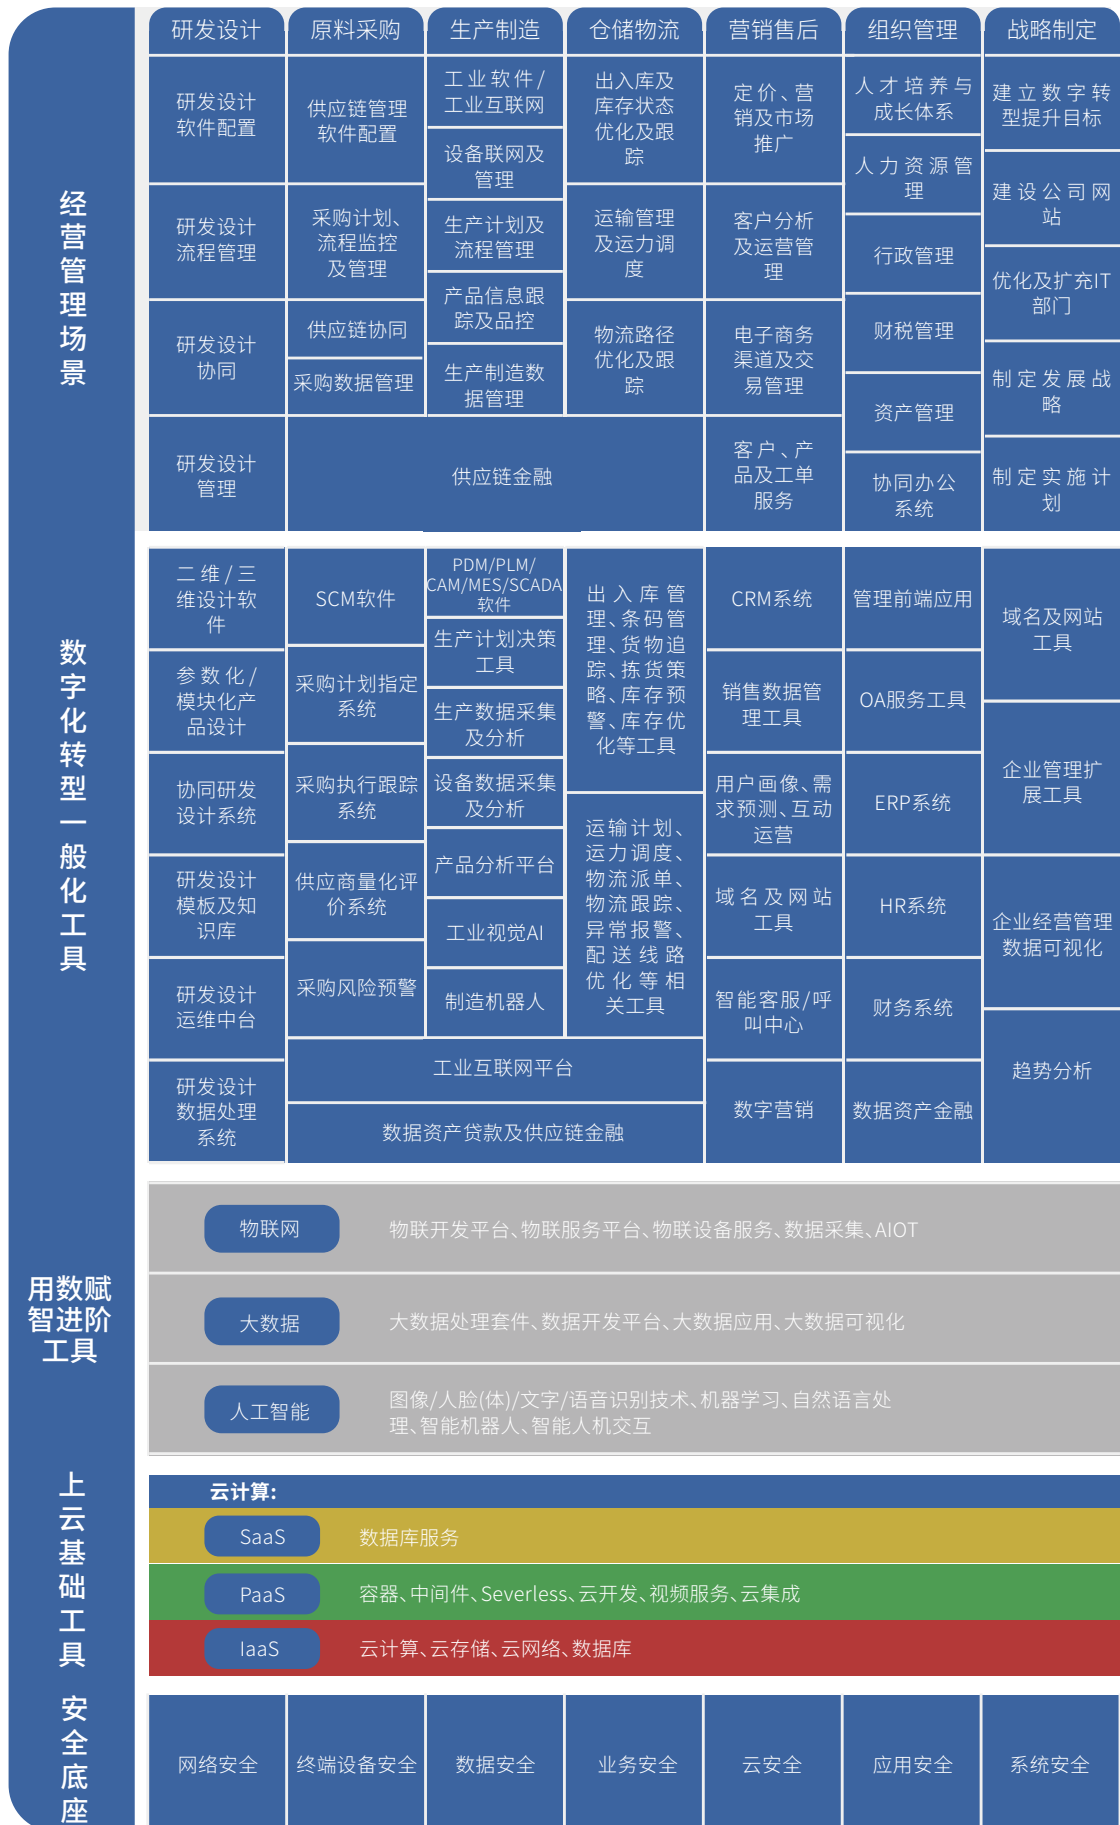 研发设计
原料采购
生产制造
仓储物流
营销售后
组织管理
战略制定
经营管理场景
研发设计
软件配置
研发设计
流程管理
研发设计
协同
研发设计
管理
供应链管理
软件配置
采购计划、
流程监控
及管理
供应链协同
采购数据管理
工业软件/
工业互联网
设备联网及
管理
生产计划及
流程管理
产品信息跟
踪及品控
生产制造数
据管理
供应链金融
出入库及
库存状态
优化及跟
踪
运输管理
及运力调
度
物流路径
优化及跟
踪
定价、营
销及市场
推广
客户分析
及运营管
理
电子商务
渠道及交
易管理
客户、产
品及工单
服务
人才培养与
成长体系
人力资源管
理
行政管理
财税管理
资产管理
协同办公
系统
建立数字转
型提升目标
建设公司网
站
优化及扩充IT
部门
制定发展战
略
制定实施计
划
数字化转型一般化工具
二维/三
维设计软
件
参数化/
模块化产
品设计
协同研发
设计系统
研发设计
模板及知
识库
研发设计
运维中台
研发设计
数据处理
系统
SCM软件
采购计划指定
系统
采购执行跟踪
系统
供应商量化评
价系统
采购风险预警
PDM/PLM/
CAM/MES/SCADA
软件
生产计划决策
工具
生产数据采集
及分析
设备数据采集
及分析
产品分析平台
工业视觉AI
制造机器人
出入库管
理、条码管
理、货物追
踪、拣货策
略、库存预
警、库存优
化等工具
运输计划、
运力调度、
物流派单、
物流跟踪、
异常报警、
配送线路
优化等相
关工具
工业互联网平台
数据资产贷款及供应链金融
CRM系统
销售数据管
理工具
用户画像、需
求预测、互动
运营
域名及网站
工具
智能客服/呼
叫中心
数字营销
管理前端应用
OA服务工具
ERP系统
HR系统
财务系统
数据资产金融
域名及网站
工具
企业管理扩
展工具
企业经营管理
数据可视化
趋势分析
用数赋
智进阶
工具
物联网
物联开发平台、物联服务平台、物联设备服务、数据采集、AIOT
大数据
大数据处理套件、数据开发平台、大数据应用、大数据可视化
人工智能
图像/人脸(体)/文字/语音识别技术、机器学习、自然语言处
理、智能机器人、智能人机交互
上云基础工具
云计算:
SaaS
数据库服务
PaaS
容器、中间件、Severless、云开发、视频服务、云集成
IaaS
云计算、云存储、云网络、数据库
安全底座
网络安全
终端设备安全
数据安全
业务安全
云安全
应用安全
系统安全